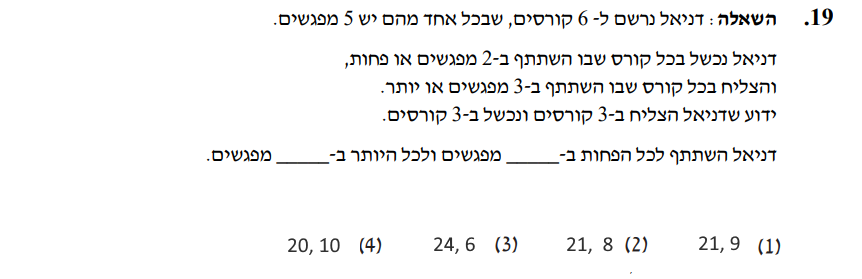 19. השאלה : דניאל נרשם ל- 6 קורסים, שבכל אחד מהם יש 5 מפגשים.
דניאל נכשל בכל קורס שבו השתתף ב-2 מפגשים או פחות,
והצליח בכל קורס שבו השתתף ב-3 מפגשים או יותר.
ידוע שדניאל הצליח ב-3 קורסים ונכשל ב-3 קורסים.
דניאל השתתף לכל הפחות ב-_____ מפגשים ולכל היותר ב-_____ מפגשים.
(1) 21, 9 (2) 21, 8 (3) 24, 6 (4) 20, 10